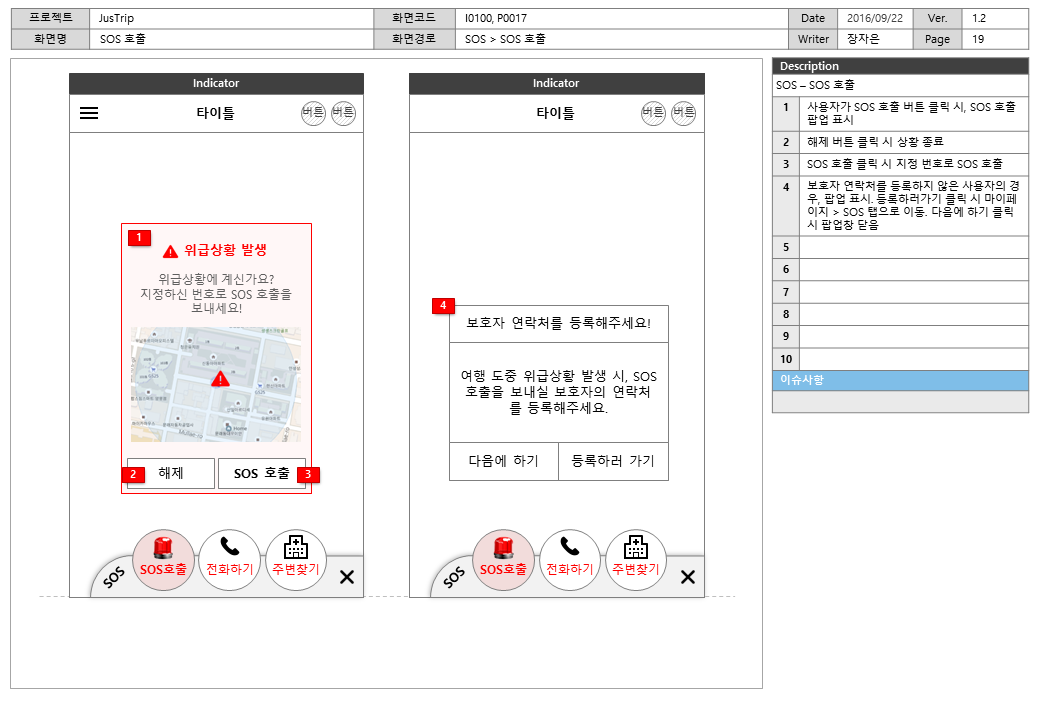 프로젝트 JusTrip 화면코드 I0100, P0017 Date 2016/09/22 Ver. 1.2
화면명 SOS 호출 화면경로 SOS > SOS 호출 Writer 장자은 Page 19
Indicator
타이틀 버튼 버튼
1
위급상황 발생
위급상황에 계신가요?
지정하신 번호로 SOS 호출을
보내세요!
2 해제 SOS 호출 3
SOS SOS호출 전화하기 주변찾기
Indicator
타이틀 버튼 버튼
4
보호자 연락처를 등록해주세요!
여행 도중 위급상황 발생 시, SOS
호출을 보내실 보호자의 연락처
를 등록해주세요.
다음에 하기 등록하러 가기
SOS SOS호출 전화하기 주변찾기
Description
SOS – SOS 호출
1 사용자가 SOS 호출 버튼 클릭 시, SOS 호출
팝업 표시
2 해제 버튼 클릭 시 상황 종료
3 SOS 호출 클릭 시 지정 번호로 SOS 호출
4 보호자 연락처를 등록하지 않은 사용자의 경
우, 팝업 표시. 등록하러가기 클릭 시 마이페
이지 > SOS 탭으로 이동. 다음에 하기 클릭
시 팝업창 닫음
5
6
7
8
9
10
이슈사항